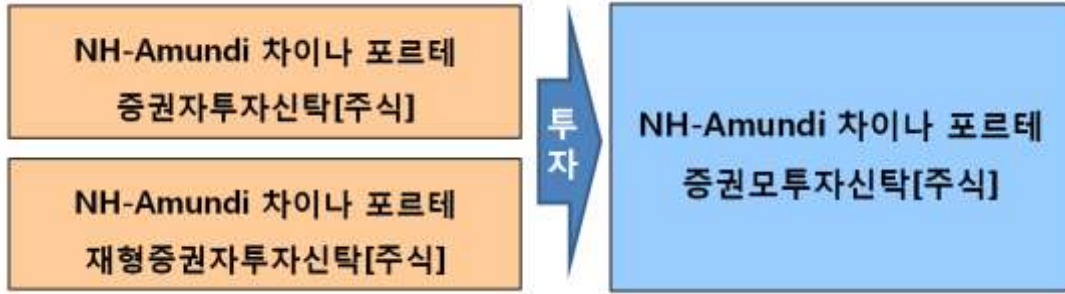 NH-Amundi 차이나 포르테
증권자투자신탁[주식]
NH-Amundi 차이나 포르테
재형증권자투자신탁[주식]
투
자
NH-Amundi 차이나 포르테
증권모투자신탁[주식]